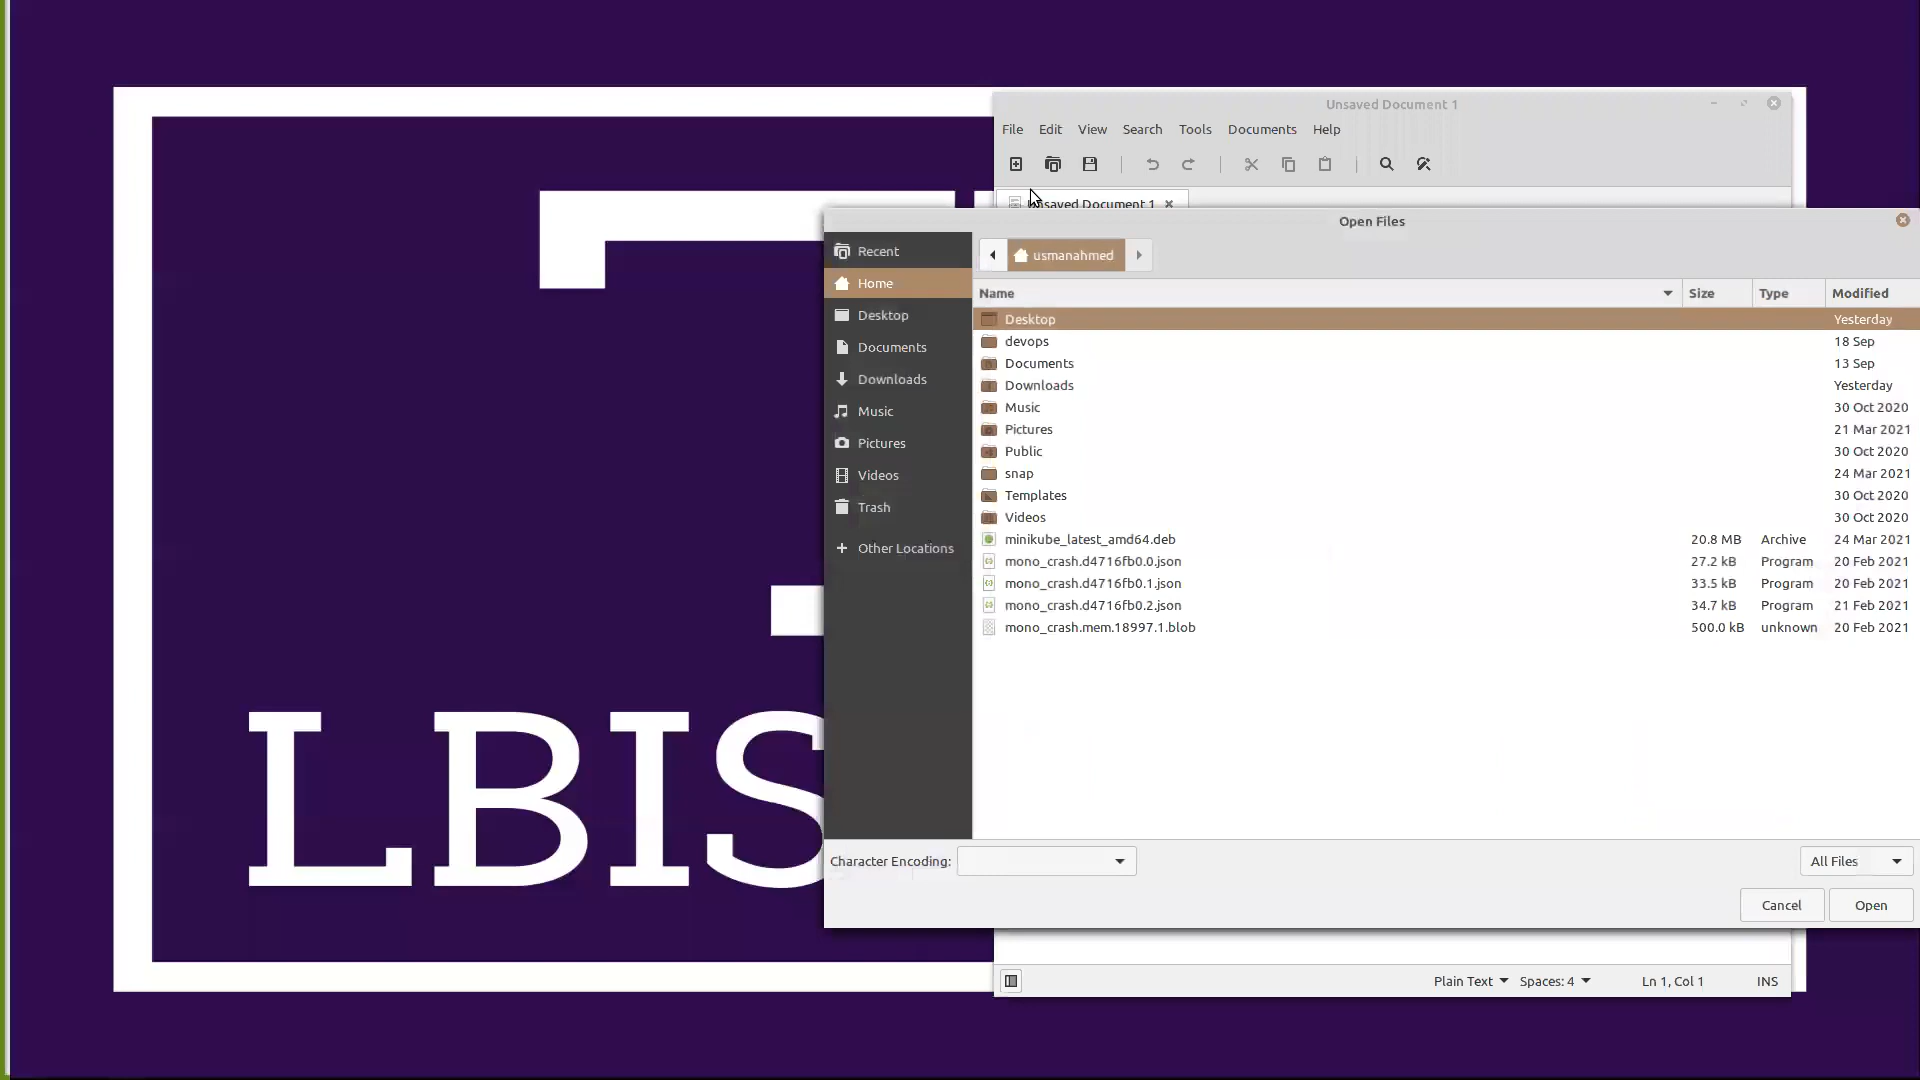 Unsaved Document 1
File Edit View Search Tools Documents Help
Unsaved Document 1
Open Files
Recent
Home
Desktop
Documents
Downloads
Music
Pictures
Videos
Trash
Other Locations
usmanahmed
Name Size Type Modified
Desktop Yesterday
devops 18 Sep
Documents 13 Sep
Downloads Yesterday
Music 30 Oct 2020
Pictures 21 Mar 2021
Public 30 Oct 2020
snap 24 Mar 2021
Templates 30 Oct 2020
Videos 30 Oct 2020
minikube_latest_amd64.deb 20.8 MB Archive 24 Mar 2021
mono_crash.d4716fb0.0.json 27.2 kB Program 20 Feb 2021
mono_crash.d4716fb0.1.json 33.5 kB Program 20 Feb 2021
mono_crash.d4716fb0.2.json 34.7 kB Program 21 Feb 2021
mono_crash.mem.18997.1.blob 500.0 kB unknown 20 Feb 2021
Character Encoding: All Files
Cancel Open
Plain Text Spaces: 4 Ln 1, Col 1 INS
LBIS